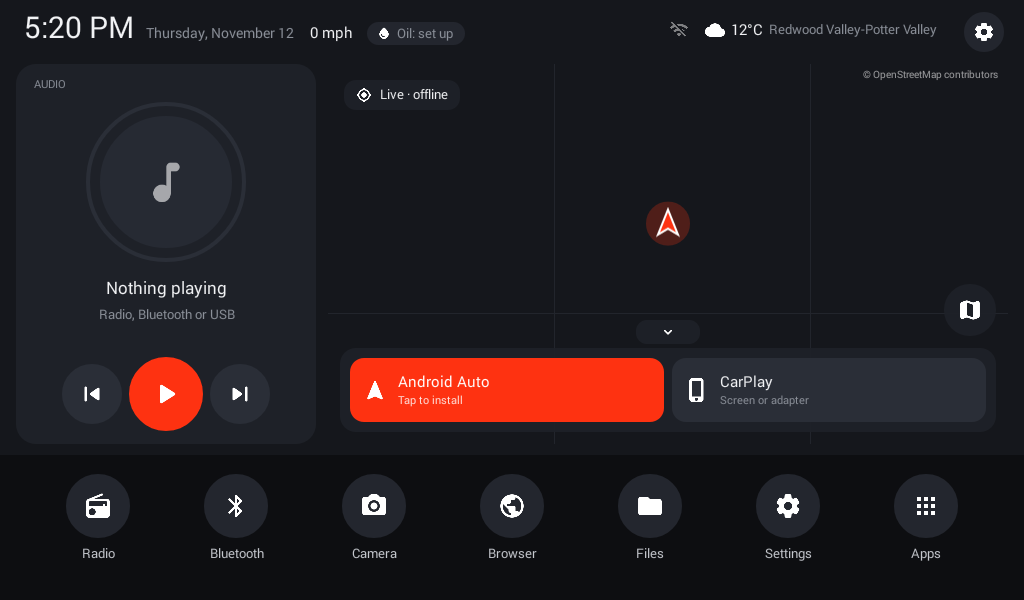 5:20 PM Thursday, November 12 0 mph Oil: set up
12°C Redwood Valley-Potter Valley
AUDIO
© OpenStreetMap contributors
Live · offline
Nothing playing
Radio, Bluetooth or USB
Android Auto
Tap to install
CarPlay
Screen or adapter
Radio
Bluetooth
Camera
Browser
Files
Settings
Apps